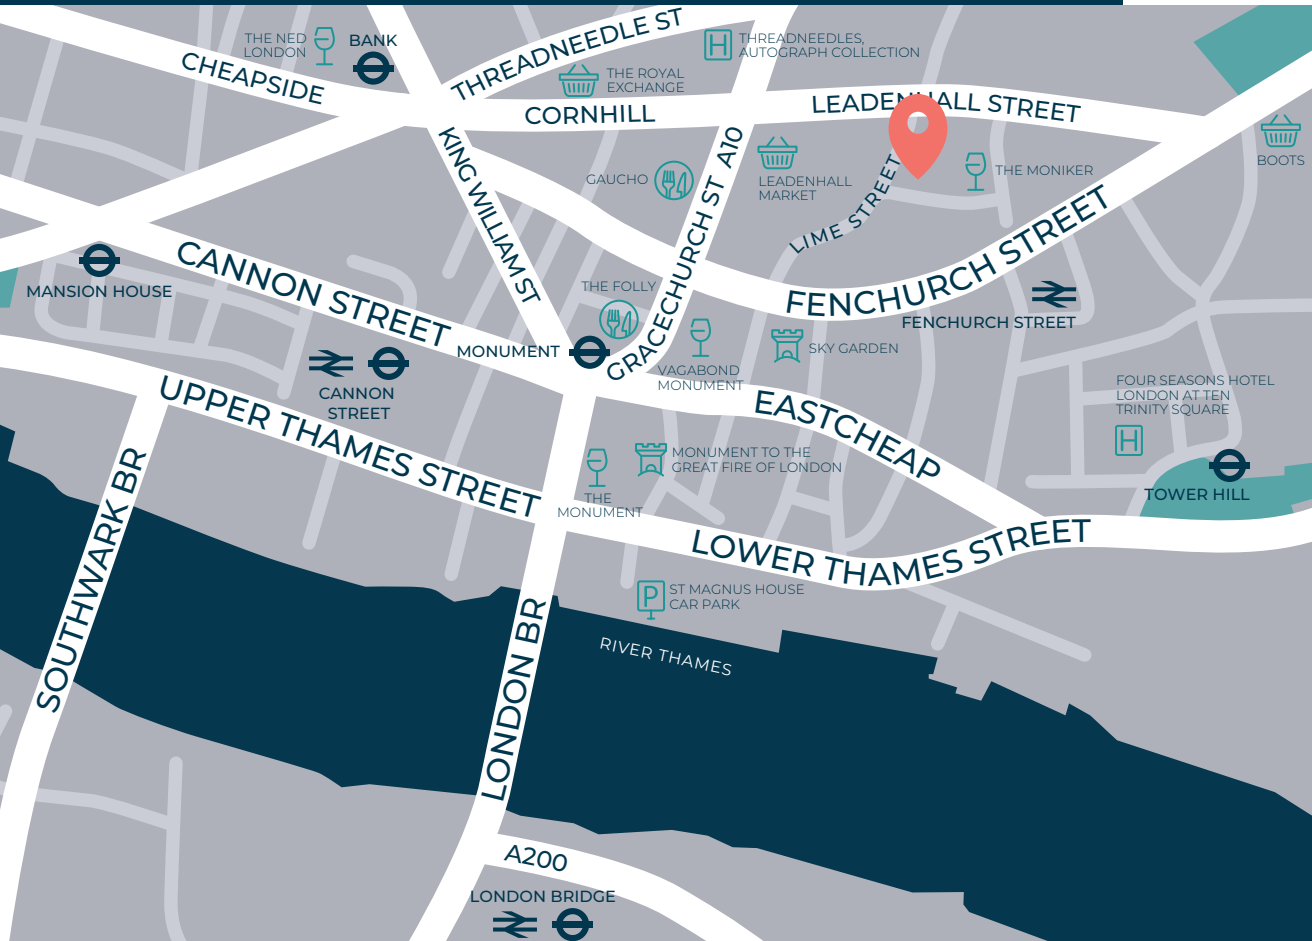 THE NED
LONDON
BANK
THREADNEEDLE ST
THREADNEEDLES,
AUTOGRAPH COLLECTION
CHEAPSIDE
THE ROYAL
EXCHANGE
CORNHILL
LEADENHALL STREET
BOOTS
KING WILLIAM ST
GRACECHURCH ST A10
GAUCHO
LEADENHALL
MARKET
LIME STREET
THE MONIKER
FENCHURCH STREET
MANSION HOUSE
CANNON STREET
THE FOLLY
FENCHURCH STREET
MONUMENT
VAGABOND
MONUMENT
SKY GARDEN
CANNON
STREET
FOUR SEASONS HOTEL
LONDON AT TEN
TRINITY SQUARE
H
H
UPPER THAMES STREET
EASTCHEAP
MONUMENT TO THE
GREAT FIRE OF LONDON
THE
MONUMENT
TOWER HILL
SOUTHWARK BR
LOWER THAMES STREET
P
ST MAGNUS HOUSE
CAR PARK
LONDON BR
RIVER THAMES
A200
LONDON BRIDGE